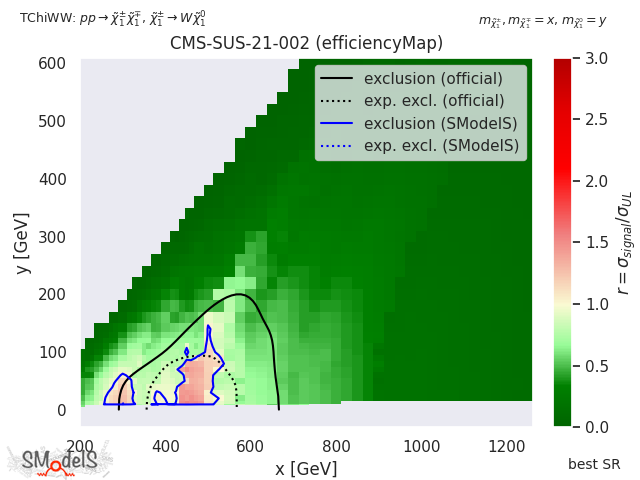 TChiWW: pp → χ̃₁^± χ̃₁^∓, χ̃₁^± → Wχ̃₁^0
m_χ̃₁^±, m_χ̃₁^∓ = x, m_χ̃₁^0 = y
CMS-SUS-21-002 (efficiencyMap)
exclusion (official)
exp. excl. (official)
exclusion (SModelS)
exp. excl. (SModelS)
600
500
400
300
200
100
0
y [GeV]
200
400
600
800
1000
1200
x [GeV]
3.0
2.5
2.0
1.5
1.0
0.5
0.0
r = σ_signal/σ_UL
best SR
SModelS